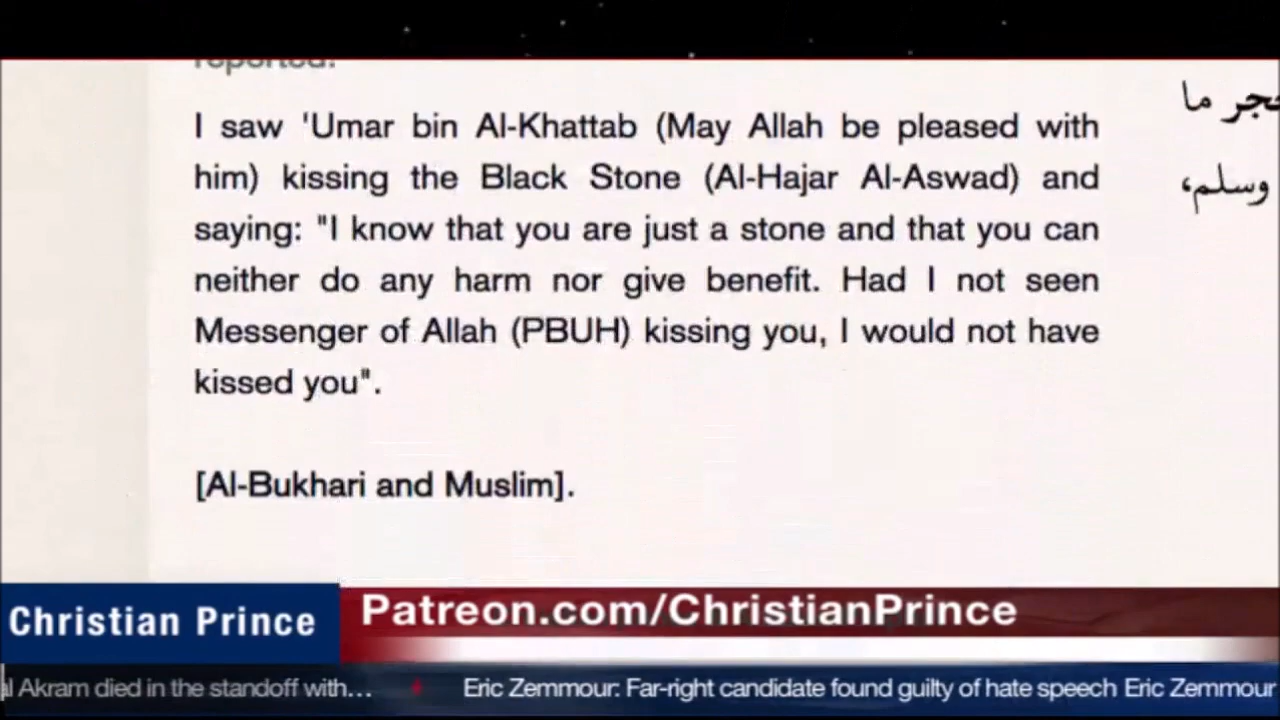 reported:
I saw 'Umar bin Al-Khattab (May Allah be pleased with
him) kissing the Black Stone (Al-Hajar Al-Aswad) and
saying: "I know that you are just a stone and that you can
neither do any harm nor give benefit. Had I not seen
Messenger of Allah (PBUH) kissing you, I would not have
kissed you".
[Al-Bukhari and Muslim].
ما
وسلم،
Christian Prince
Patreon.com/ChristianPrince
Akram died in the standoff with…
Eric Zemmour: Far-right candidate found guilty of hate speech Eric Zemmour